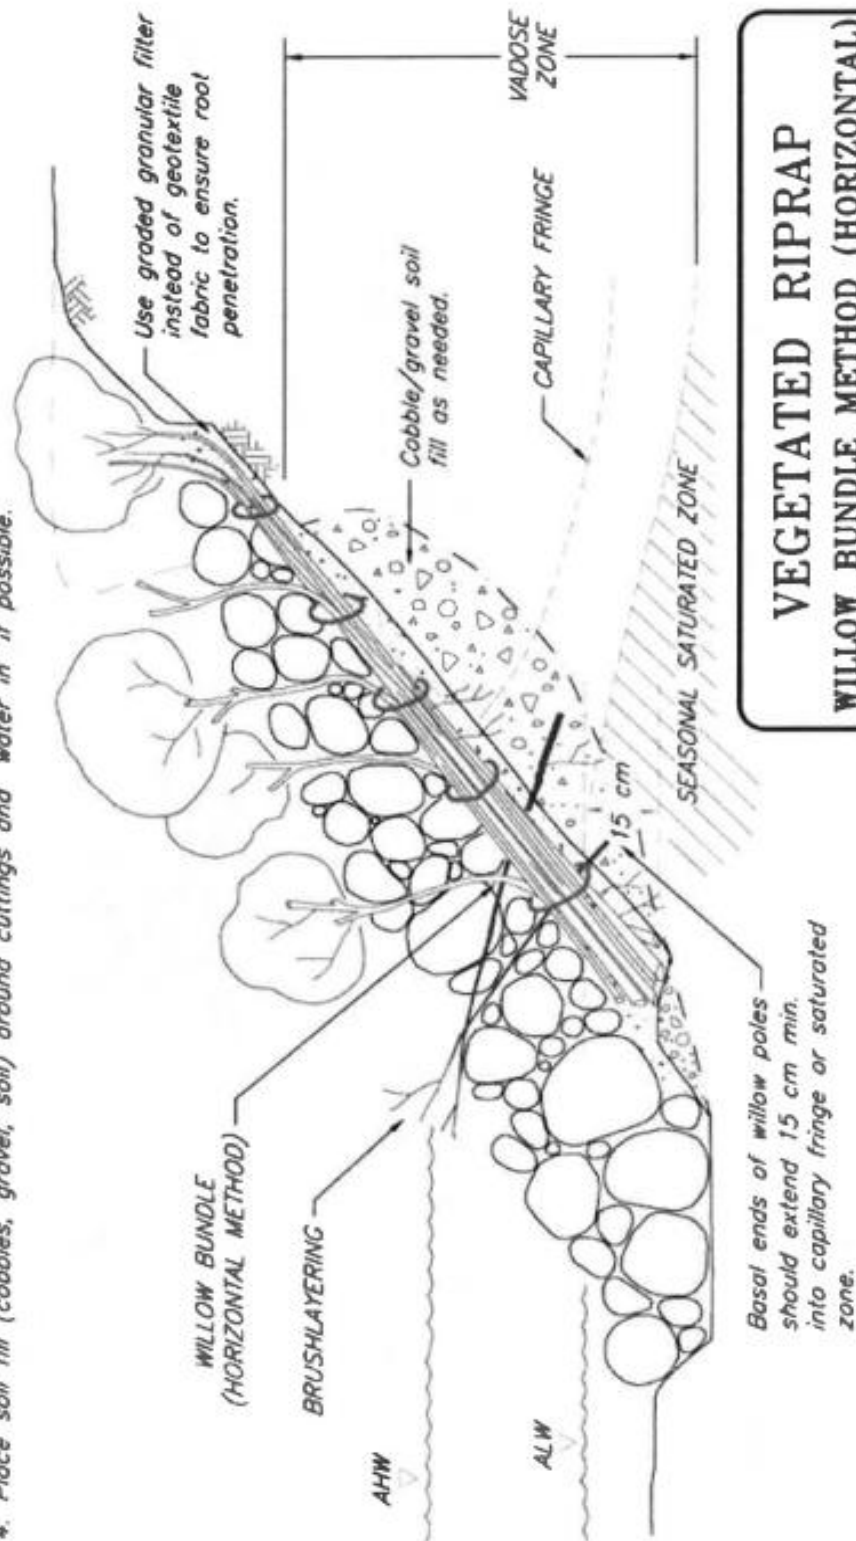 4. Place soil fill (cobbles, gravel, soil) around cuttings and "water in" if possible.
Use graded granular filter
instead of geotextile
fabric to ensure root
penetration.
VADOSE
ZONE
Cobble/gravel soil
fill as needed.
CAPILLARY FRINGE
WILLOW BUNDLE
(HORIZONTAL METHOD)
BRUSHLAYERING
AHW
ALW
15 cm
SEASONAL SATURATED ZONE
Basal ends of willow poles
should extend 15 cm min.
into capillary fringe or saturated
zone.
VEGETATED RIPRAP
WILLOW BUNDLE METHOD (HORIZONTAL)